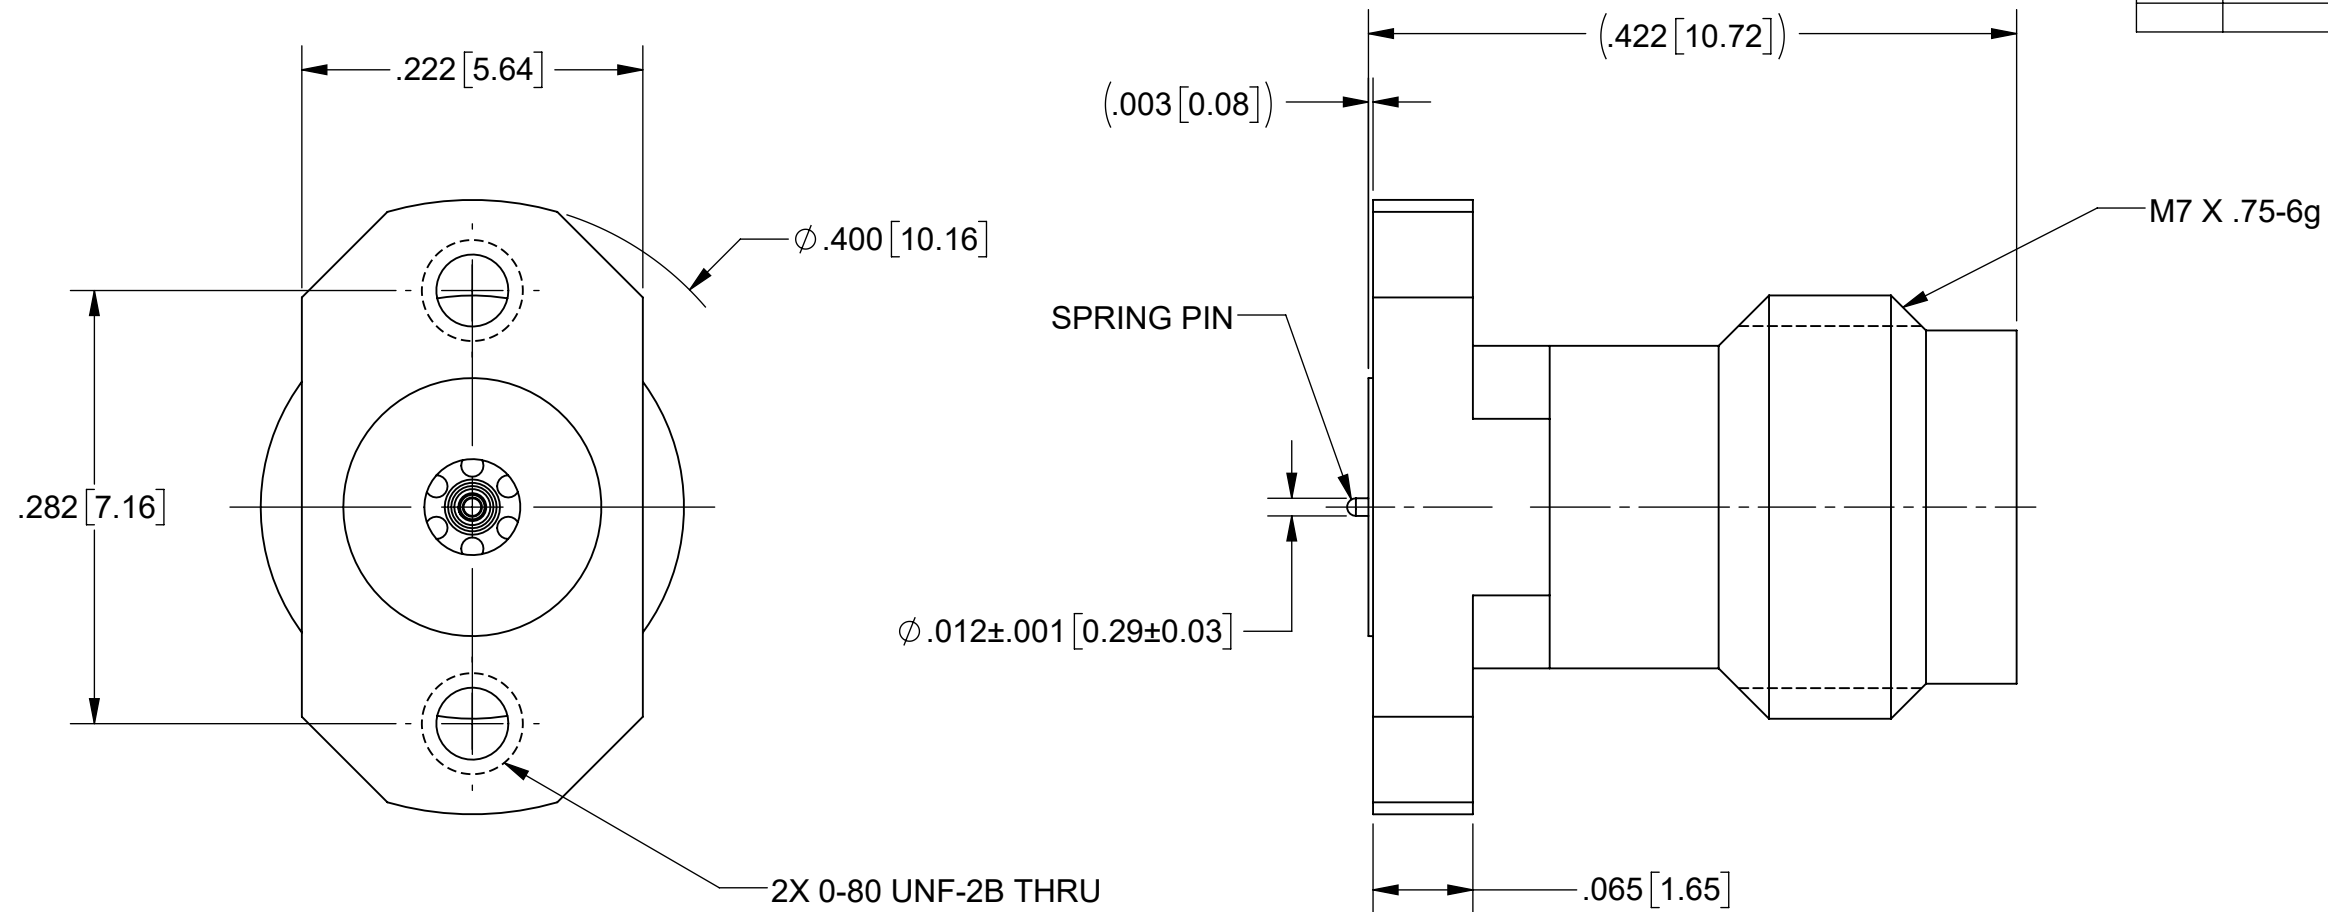 (.422[10.72])
.222[5.64]
(.003[0.08])
M7 X .75-6g
⌀.400[10.16]
SPRING PIN
.282[7.16]
⌀.012±.001[0.29±0.03]
2X 0-80 UNF-2B THRU
.065[1.65]